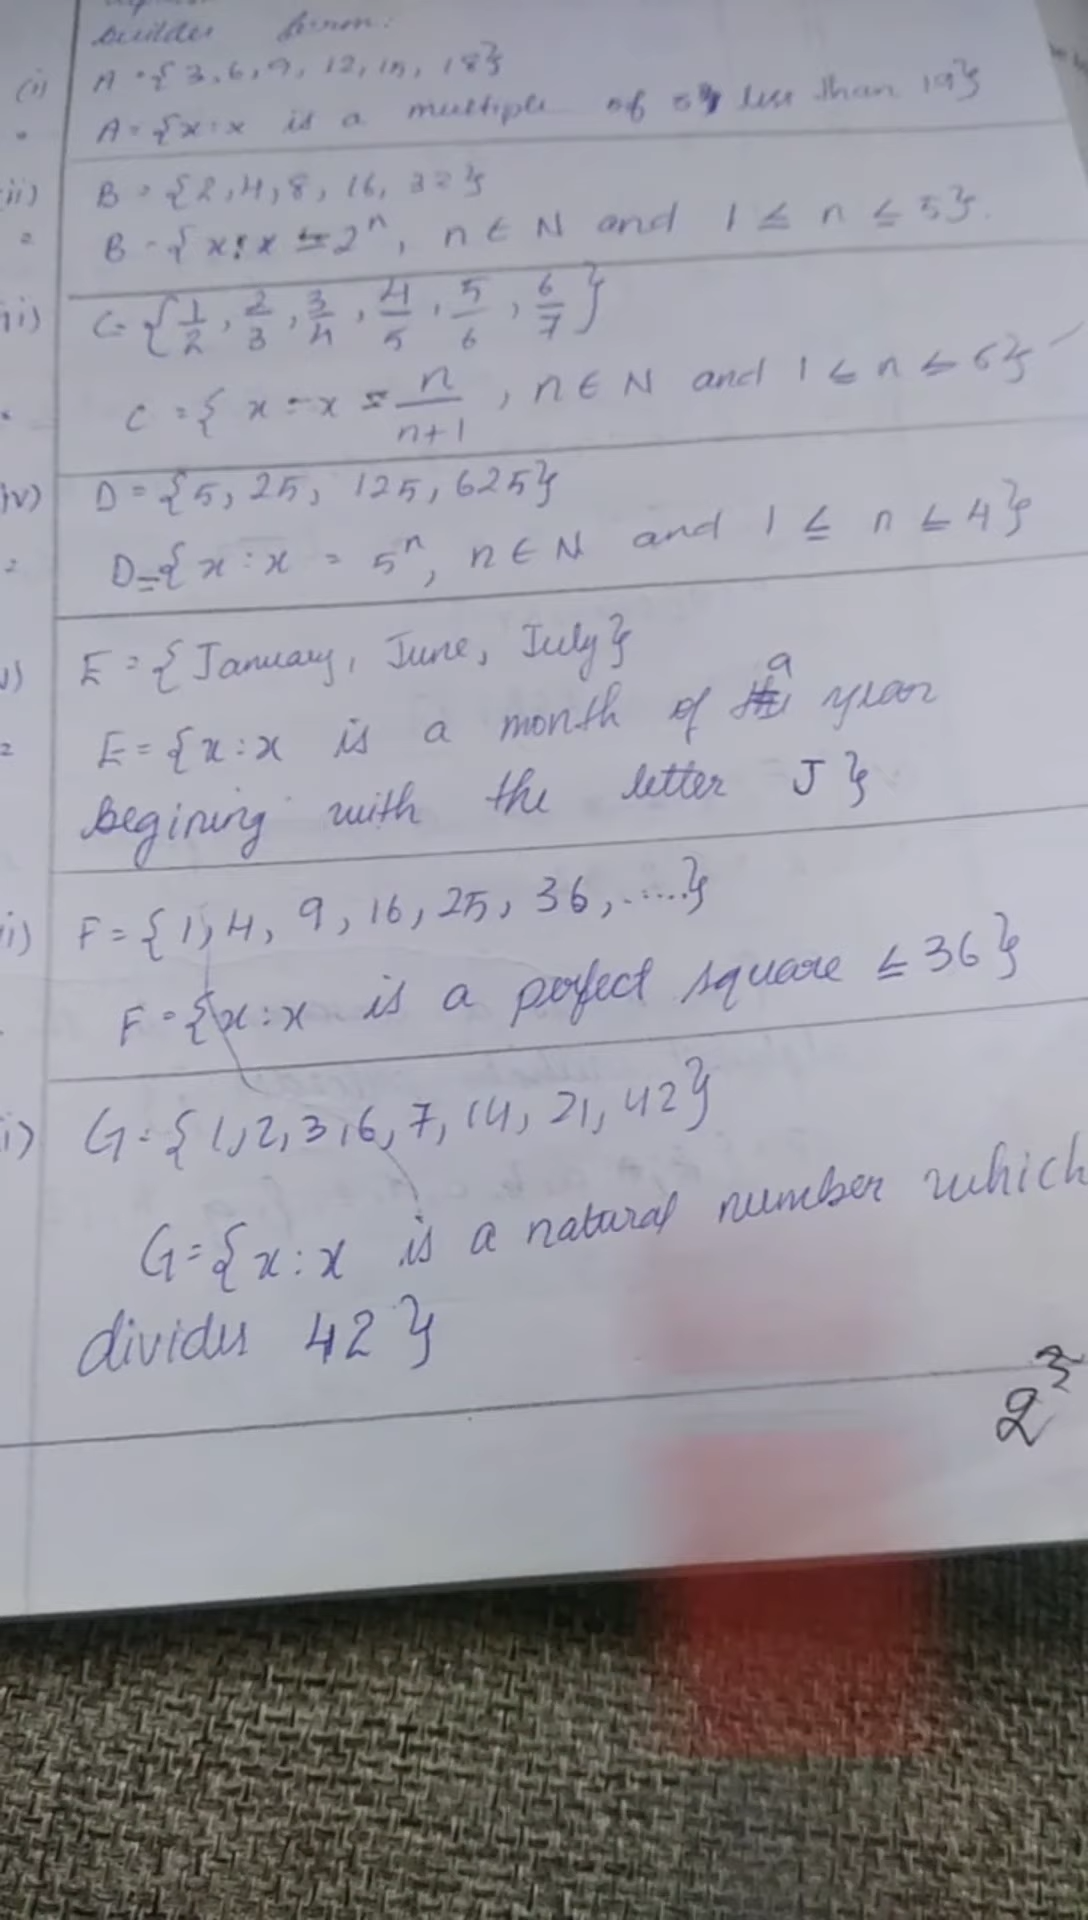 builder form:
(i) A = {3, 6, 9, 12, 15, 18}
A = {x : x is a multiple of less than 19}
ii) B = {2, 4, 8, 16, 32}
B = {x : x = 2ⁿ, n ∈ N and 1 ≤ n ≤ 5}.
ii) C = {1/2, 2/3, 3/4, 4/5, 5/6, 6/7}
C = { x : x = n/n+1, n ∈ N and 1 ≤ n ≤ 6}
iv) D = {5, 25, 125, 625}
D = {x : x = 5ⁿ, n ∈ N and 1 ≤ n ≤ 4}
) E = {January, June, July}
E = {x : x is a month of a year
begining with the letter J}
i) F = {1, 4, 9, 16, 25, 36, .....}
F = {x : x is a perfect square ≤ 36}
i) G = {1, 2, 3, 6, 7, 14, 21, 42}
G = {x : x is a natural number which
divides 42}
2³